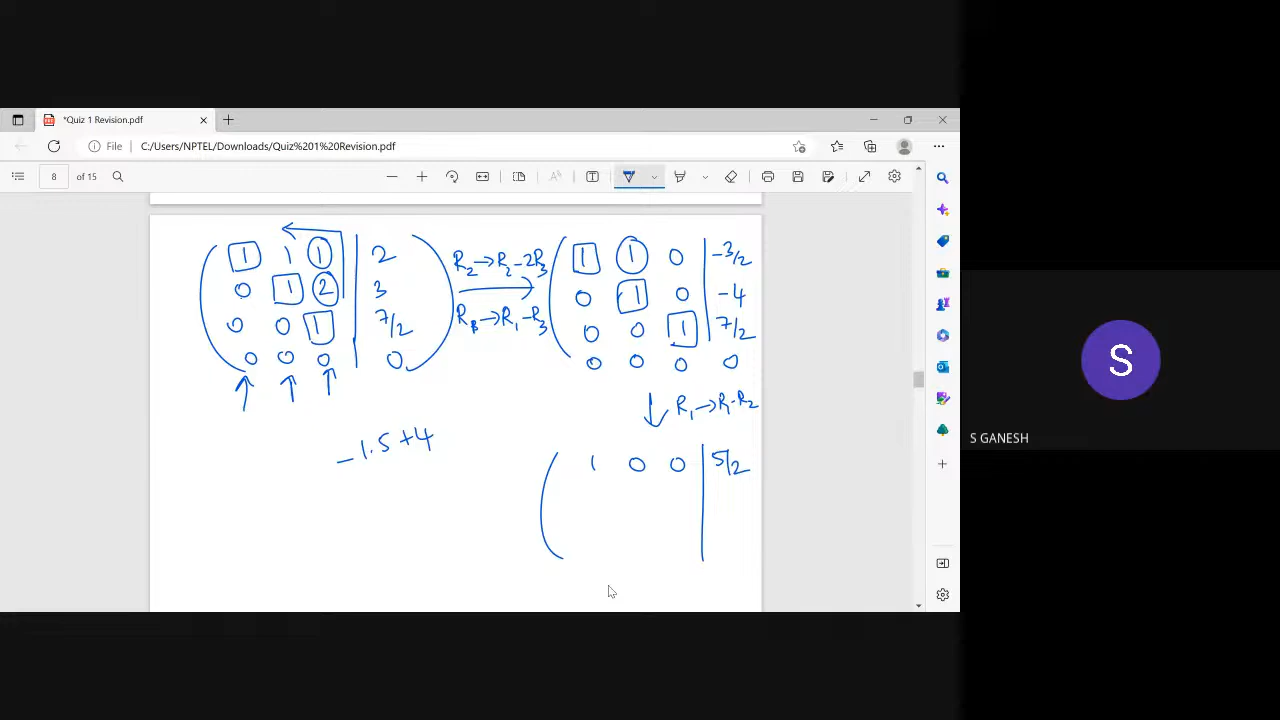 *Quiz 1 Revision.pdf
File C:/Users/NPTEL/Downloads/Quiz%201%20Revision.pdf
8 of 15
1 1 1 | 2
0 1 2 | 3
0 0 1 | 7/2
0 0 0 | 0
R2→R2-2R3
R1→R1-R3
1 1 0 | -3/2
0 1 0 | -4
0 0 1 | 7/2
0 0 0 0
R1→R1-R2
-1.5+4
1 0 0 | 5/2
S
S GANESH